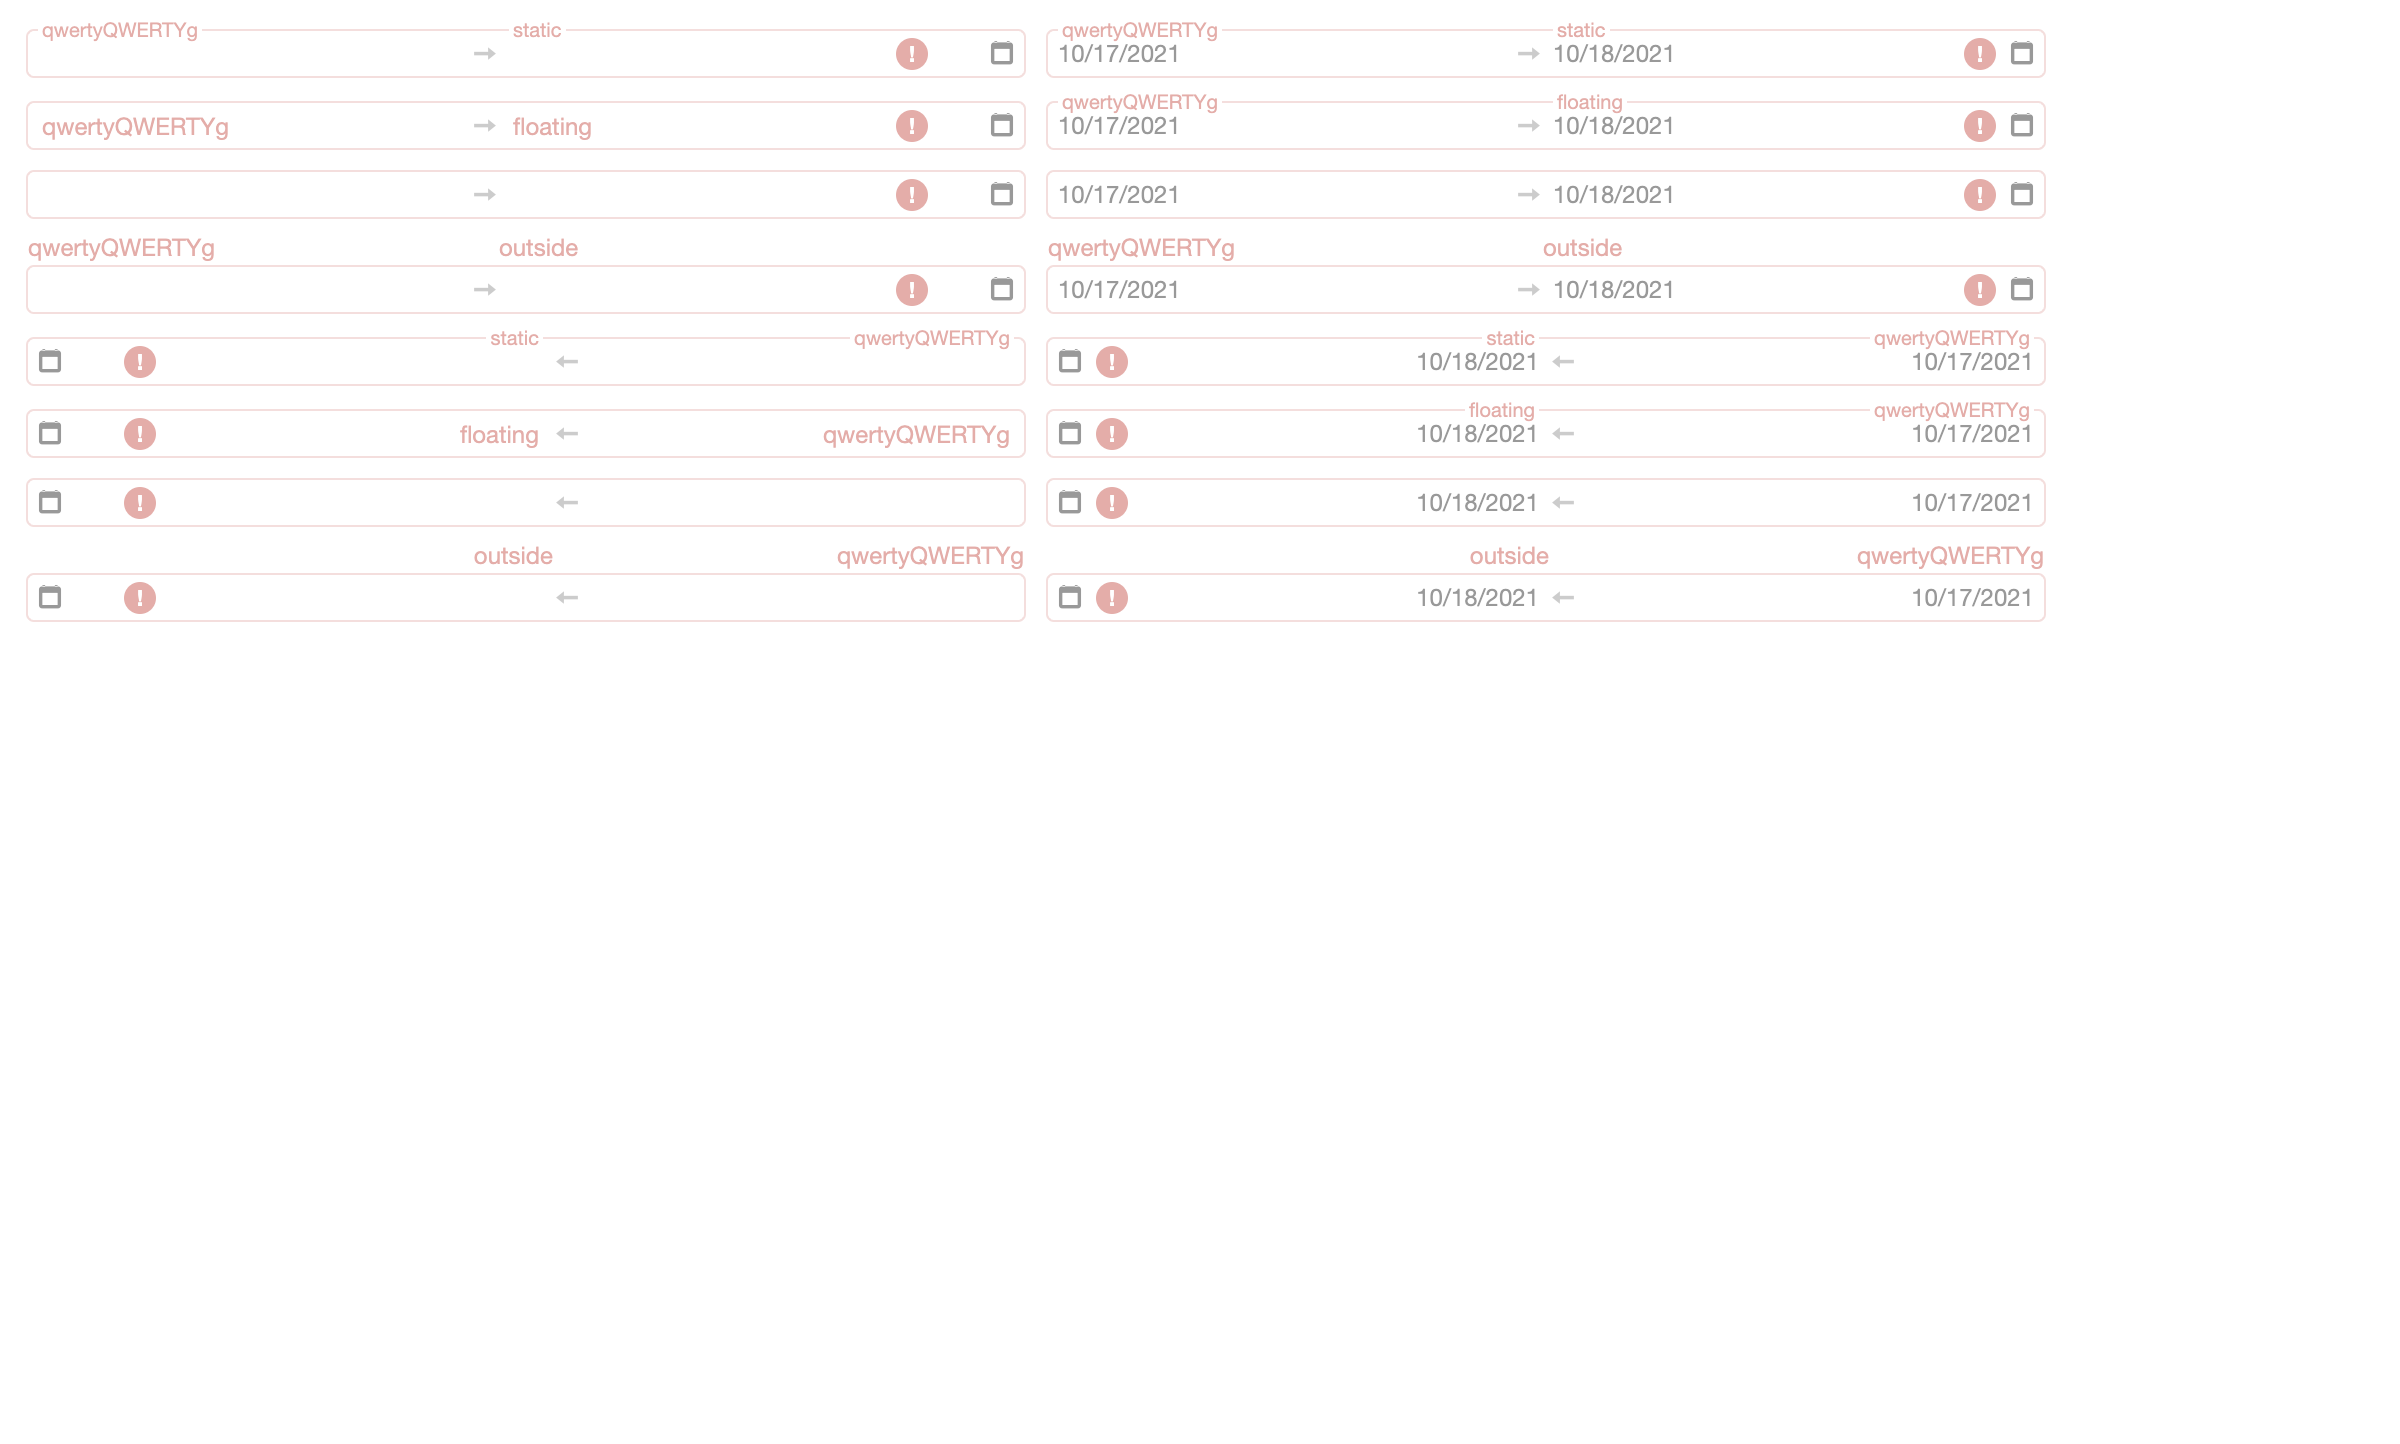 qwertyQWERTYg static qwertyQWERTYg static
10/17/2021 10/18/2021
qwertyQWERTYg floating
qwertyQWERTYg floating 10/17/2021 10/18/2021
10/17/2021 10/18/2021
qwertyQWERTYg outside qwertyQWERTYg outside
10/17/2021 10/18/2021
static qwertyQWERTYg static qwertyQWERTYg
10/18/2021 10/17/2021
floating qwertyQWERTYg
floating qwertyQWERTYg 10/18/2021 10/17/2021
10/18/2021 10/17/2021
outside qwertyQWERTYg outside qwertyQWERTYg
10/18/2021 10/17/2021